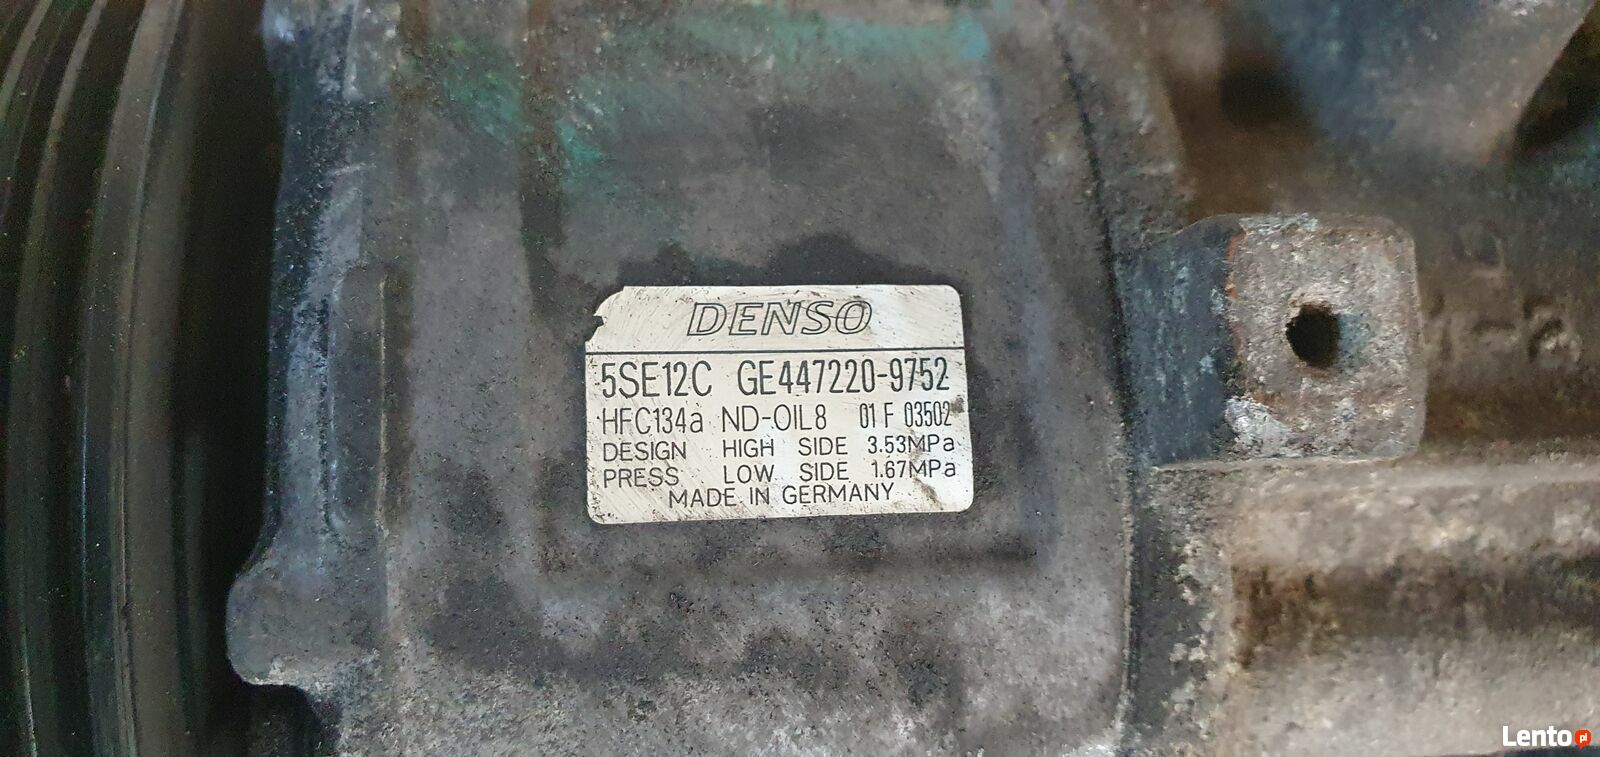 DENSO
5SE12C GE447220-9752
HFC134a ND-OIL8 01 F 03502
DESIGN HIGH SIDE 3.53MPa
PRESS LOW SIDE 1.67MPa
MADE IN GERMANY
Lento.pl